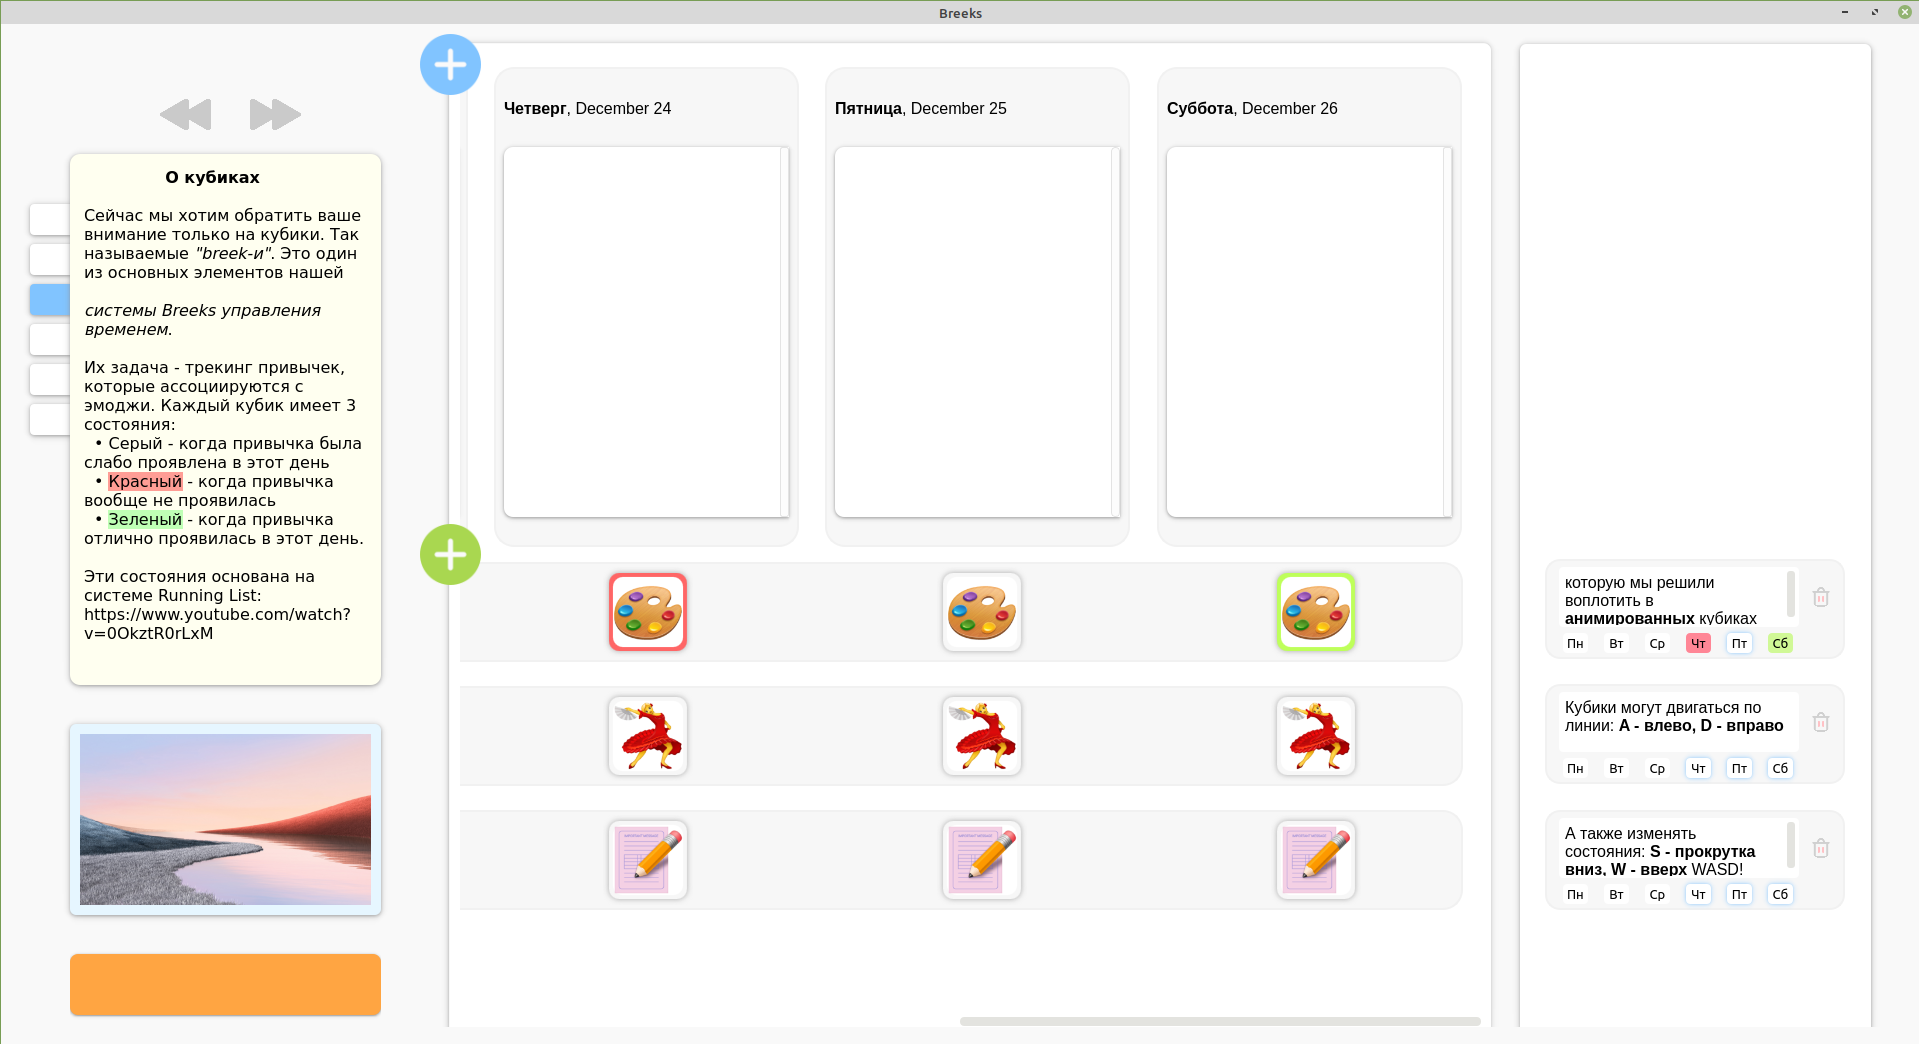 Breeks
О кубиках
Сейчас мы хотим обратить ваше
внимание только на кубики. Так
называемые "breek-и". Это один
из основных элементов нашей
системы Breeks управления
временем.
Их задача - трекинг привычек,
которые ассоциируются с
эмоджи. Каждый кубик имеет 3
состояния:
• Серый - когда привычка была
слабо проявлена в этот день
• Красный - когда привычка
вообще не проявилась
• Зеленый - когда привычка
отлично проявилась в этот день.
Эти состояния основана на
системе Running List:
https://www.youtube.com/watch?
v=0OkztR0rLxM
Четверг, December 24
Пятница, December 25
Суббота, December 26
которую мы решили
воплотить в
анимированных кубиках
Пн Вт Ср Чт Пт Сб
Кубики могут двигаться по
линии: A - влево, D - вправо
Пн Вт Ср Чт Пт Сб
А также изменять
состояния: S - прокрутка
вниз, W - вверх WASD!
Пн Вт Ср Чт Пт Сб